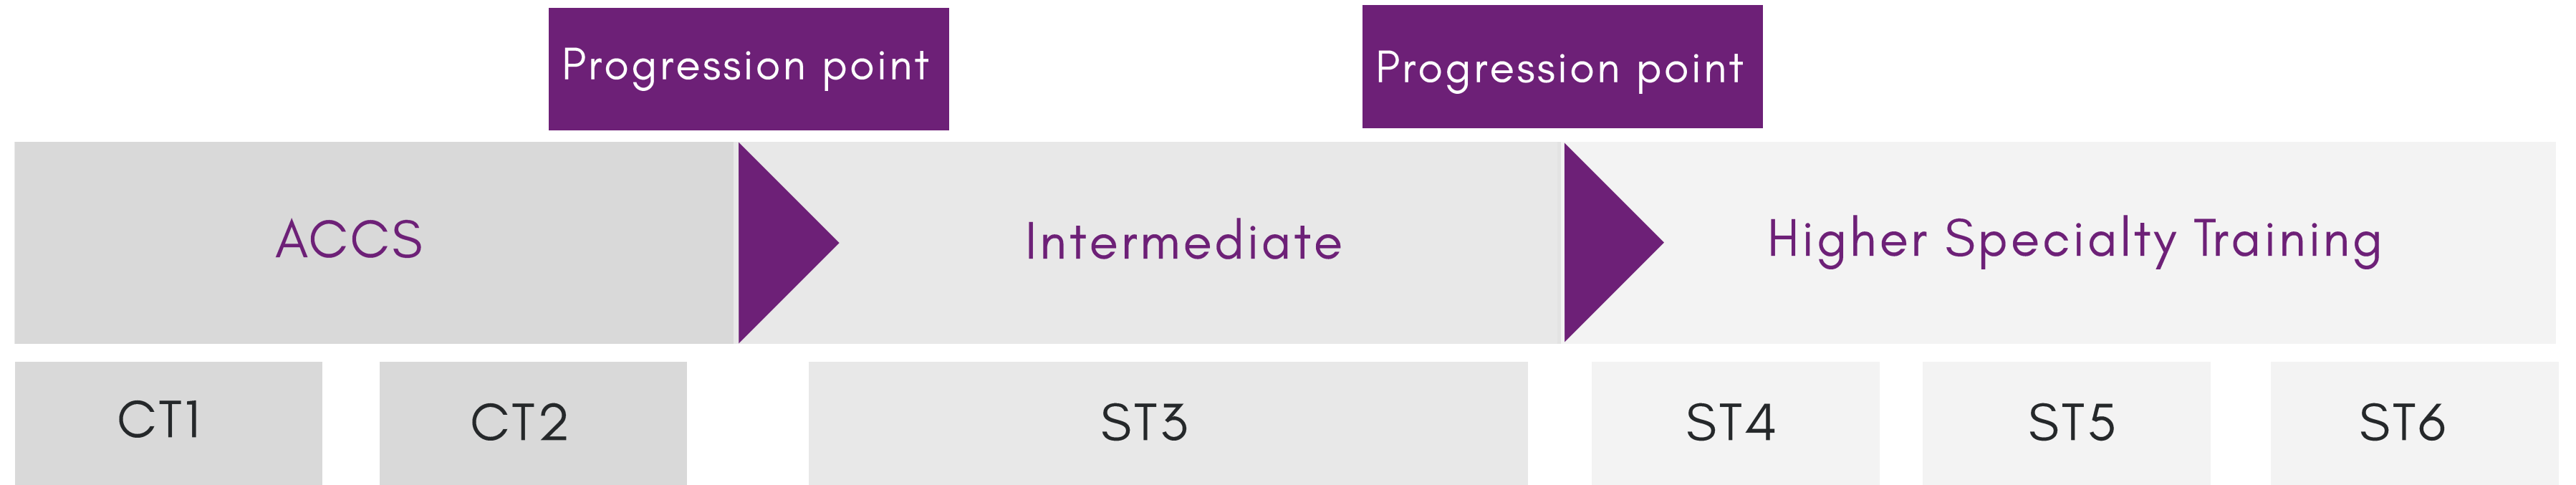 Progression point
Progression point
ACCS
Intermediate
Higher Specialty Training
CT1
CT2
ST3
ST4
ST5
ST6